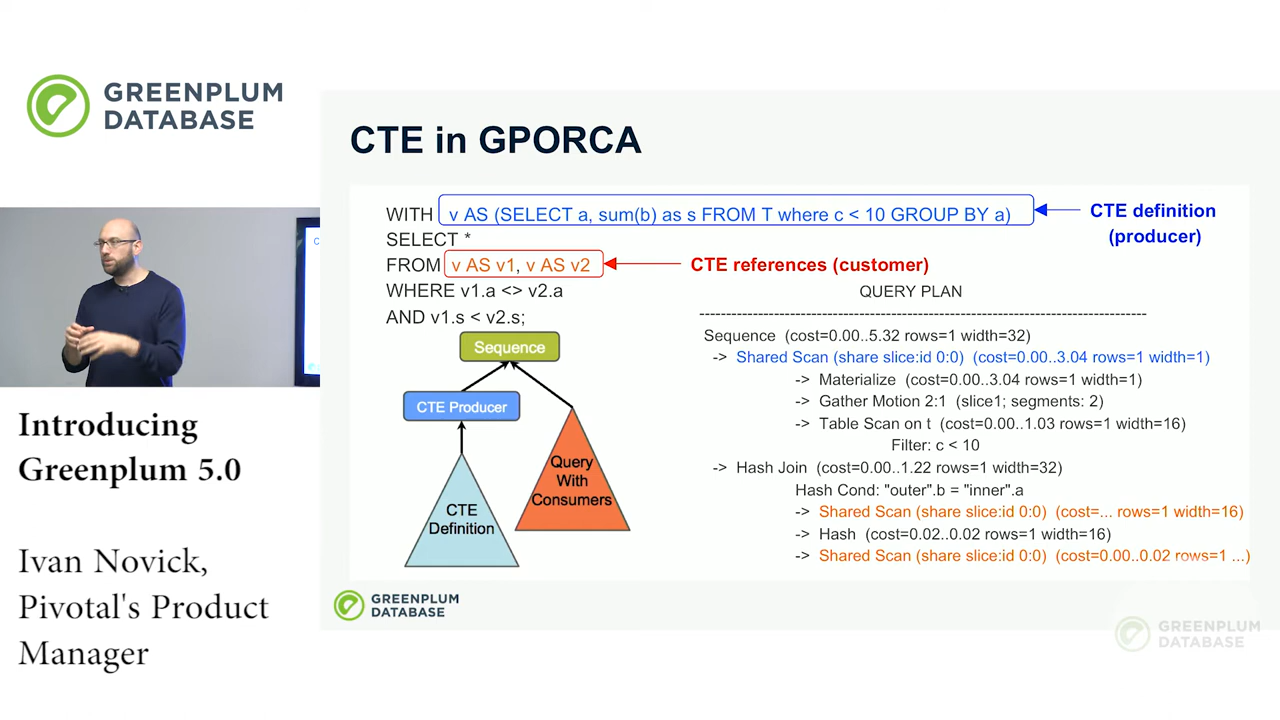 GREENPLUM
DATABASE
Introducing
Greenplum 5.0
Ivan Novick,
Pivotal's Product
Manager
CTE in GPORCA
WITH v AS (SELECT a, sum(b) as s FROM T where c < 10 GROUP BY a)
SELECT *
FROM v AS v1, v AS v2
WHERE v1.a <> v2.a
AND v1.s < v2.s;
CTE definition
(producer)
CTE references (customer)
Sequence
CTE Producer
CTE
Definition
Query
With
Consumers
QUERY PLAN
--------------------------------------------------------------------------------------
Sequence (cost=0.00..5.32 rows=1 width=32)
-> Shared Scan (share slice:id 0:0) (cost=0.00..3.04 rows=1 width=1)
-> Materialize (cost=0.00..3.04 rows=1 width=1)
-> Gather Motion 2:1 (slice1; segments: 2)
-> Table Scan on t (cost=0.00..1.03 rows=1 width=16)
Filter: c < 10
-> Hash Join (cost=0.00..1.22 rows=1 width=32)
Hash Cond: "outer".b = "inner".a
-> Shared Scan (share slice:id 0:0) (cost=... rows=1 width=16)
-> Hash (cost=0.02..0.02 rows=1 width=16)
-> Shared Scan (share slice:id 0:0) (cost=0.00..0.02 rows=1 ...)
GREENPLUM
DATABASE
GREENPLUM
DATABASE